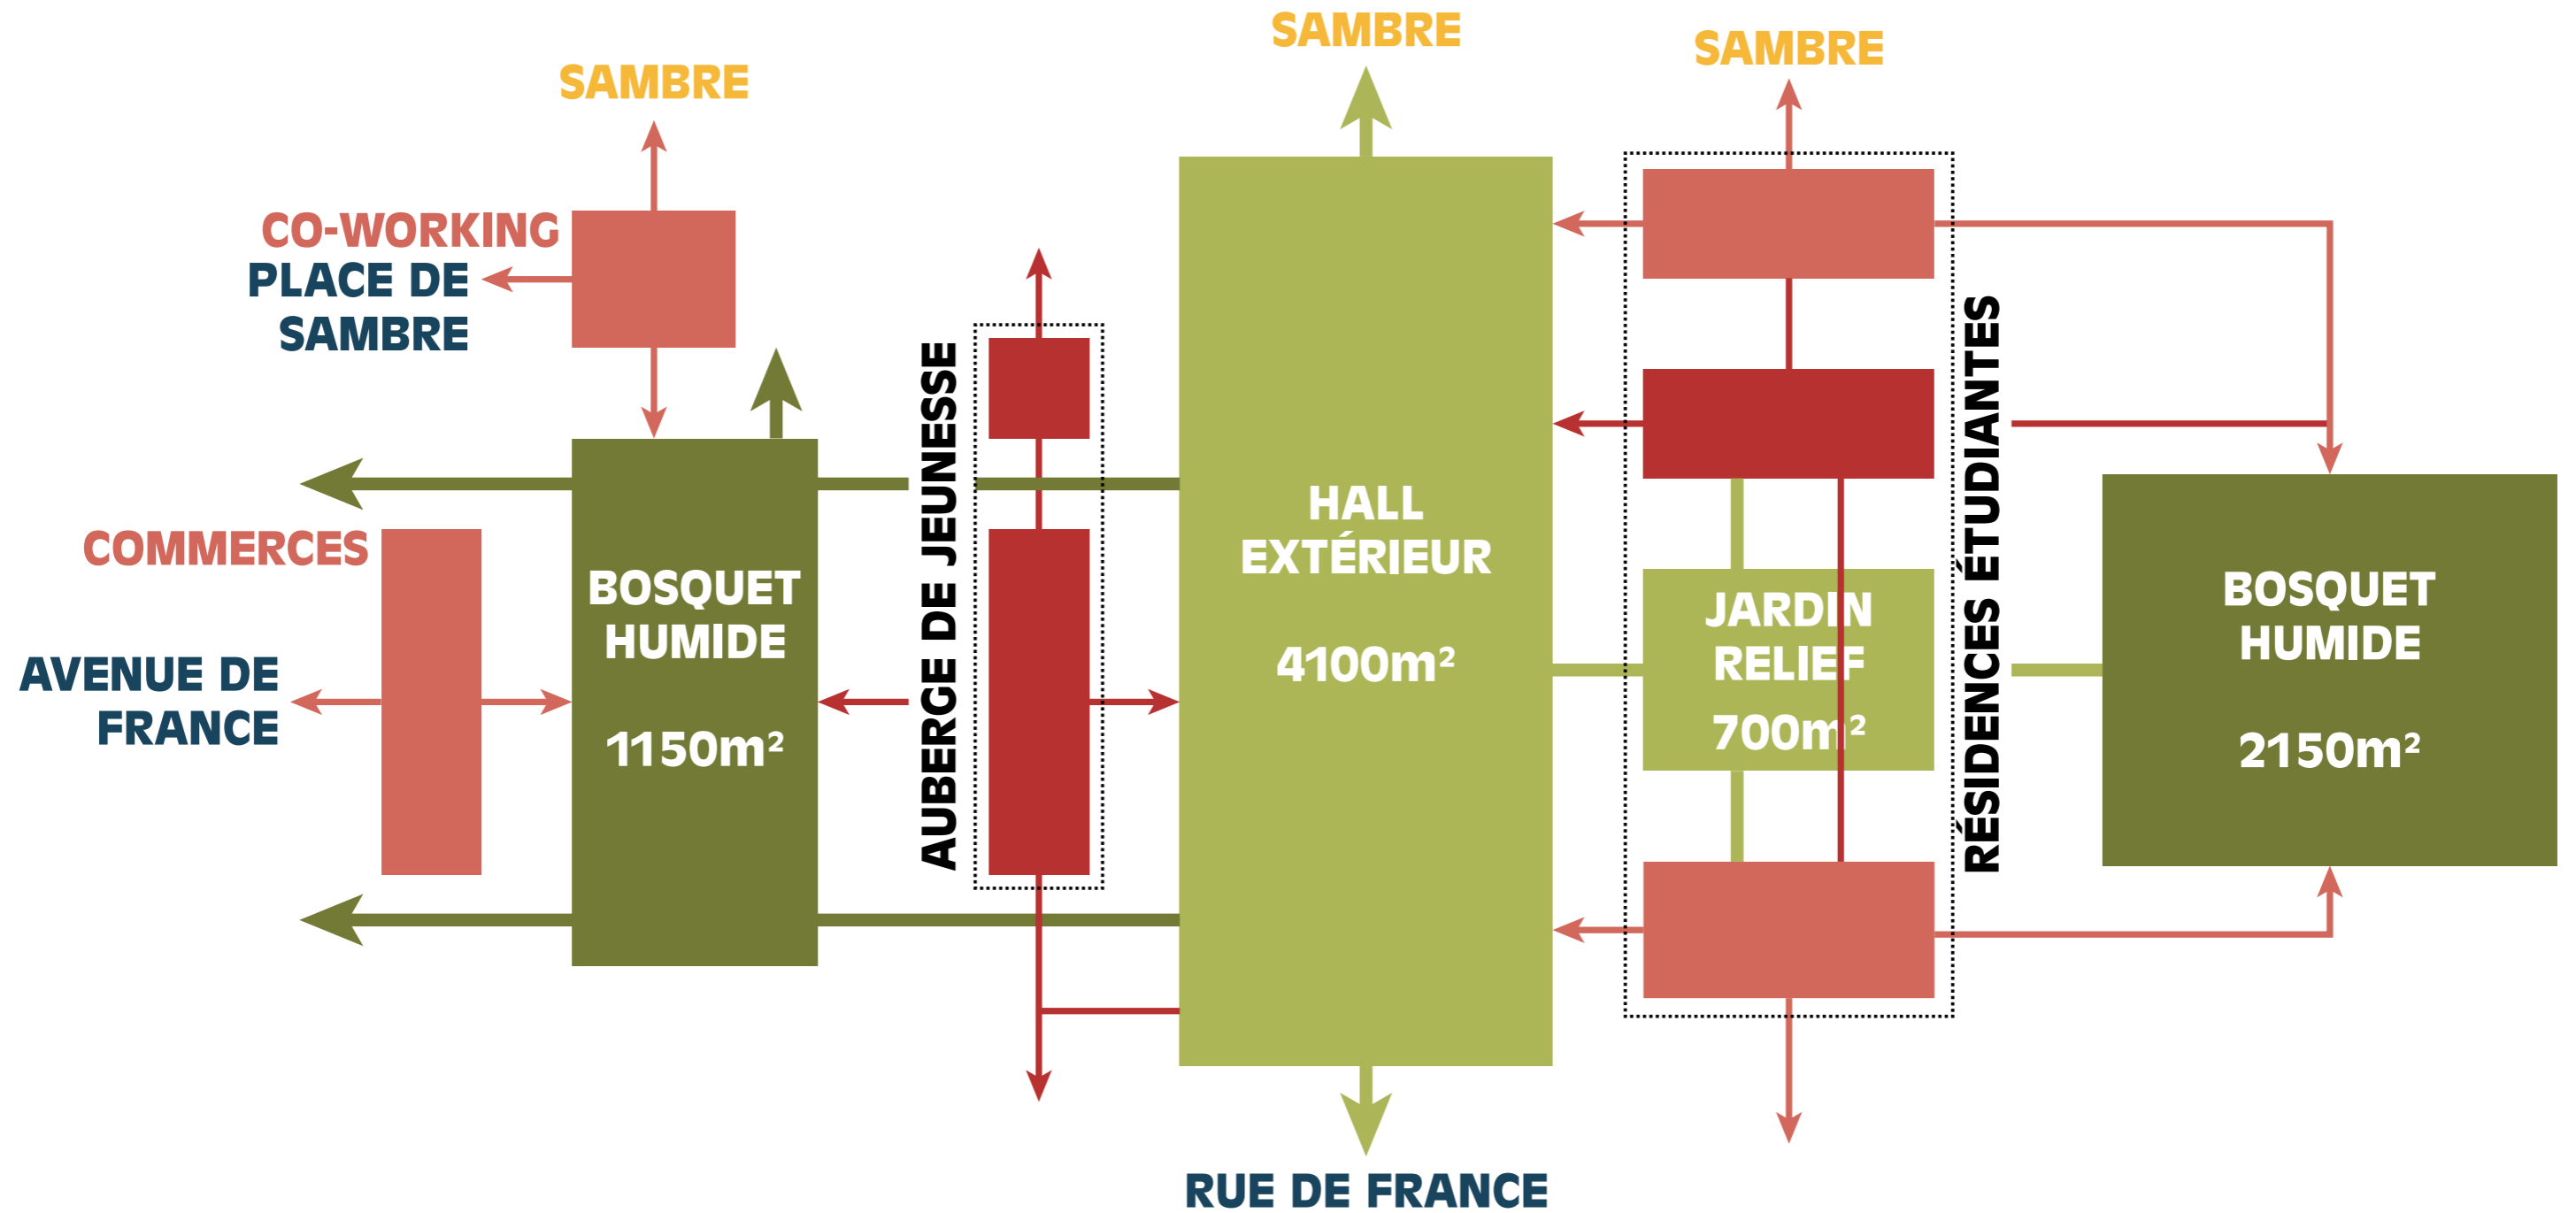 SAMBRE
SAMBRE
SAMBRE
CO-WORKING
PLACE DE
SAMBRE
COMMERCES
AVENUE DE
FRANCE
BOSQUET
HUMIDE
1150m²
AUBERGE DE JEUNESSE
HALL
EXTÉRIEUR
4100m²
JARDIN
RELIEF
700m²
RÉSIDENCES ÉTUDIANTES
BOSQUET
HUMIDE
2150m²
RUE DE FRANCE